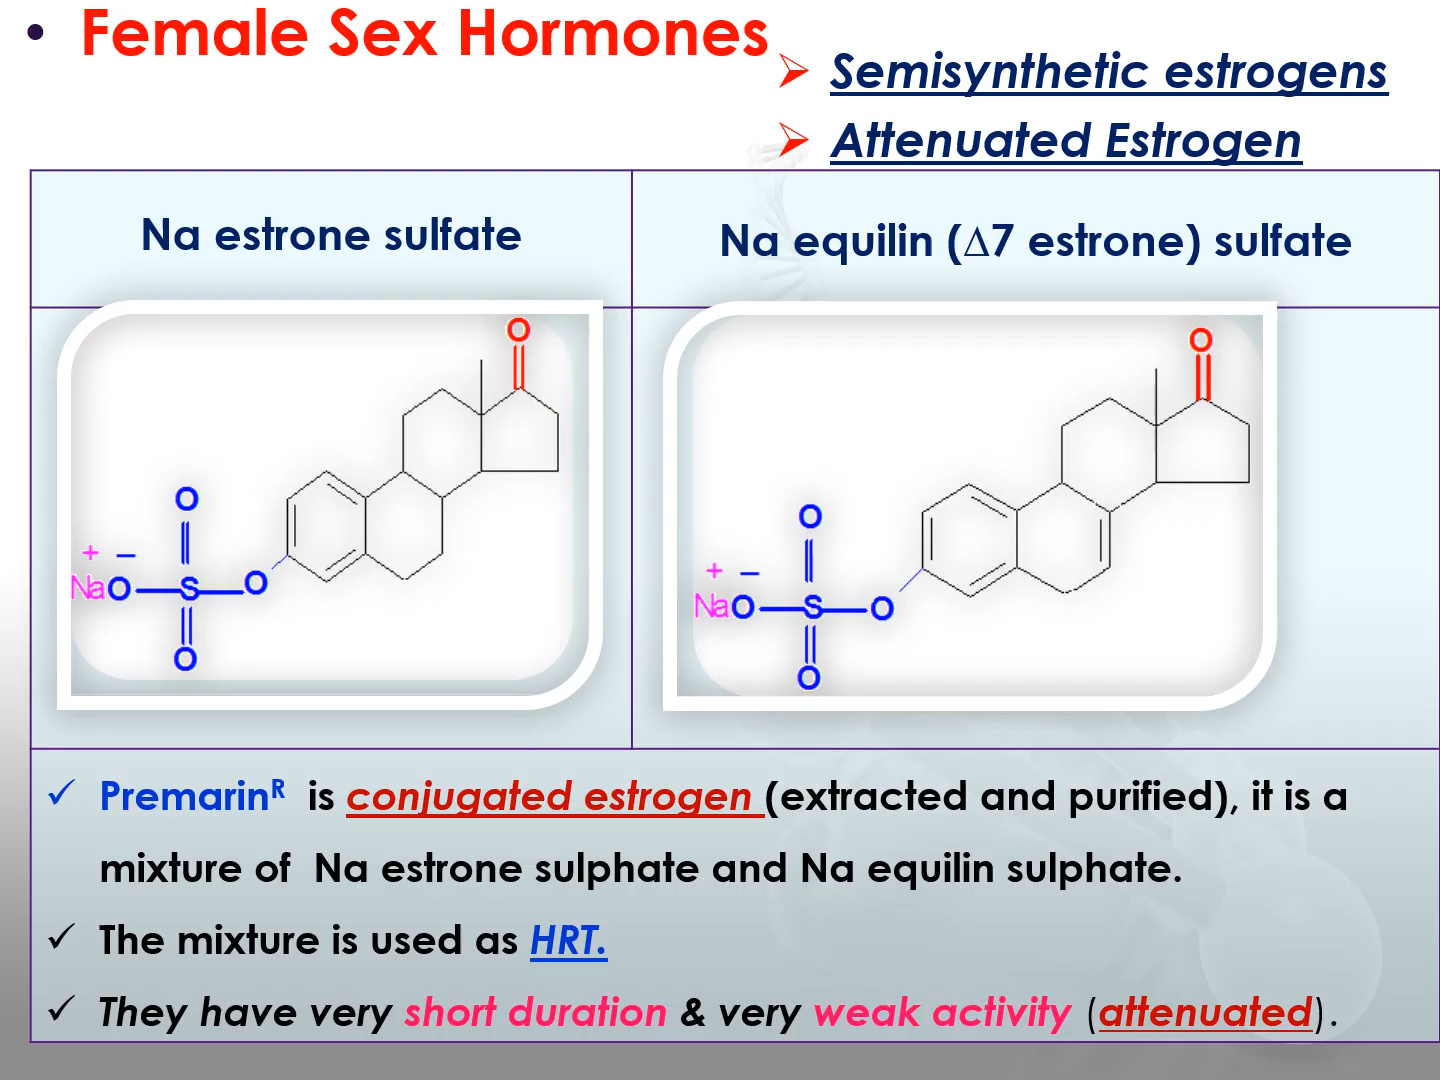 • Female Sex Hormones
➢ Semisynthetic estrogens
➢ Attenuated Estrogen
Na estrone sulfate
Na equilin (∆7 estrone) sulfate
O
O
+ –
NaO S O
O
O
O
+ –
NaO S O
O
✓ Premarinᴿ is conjugated estrogen (extracted and purified), it is a
mixture of Na estrone sulphate and Na equilin sulphate.
✓ The mixture is used as HRT.
✓ They have very short duration & very weak activity (attenuated).